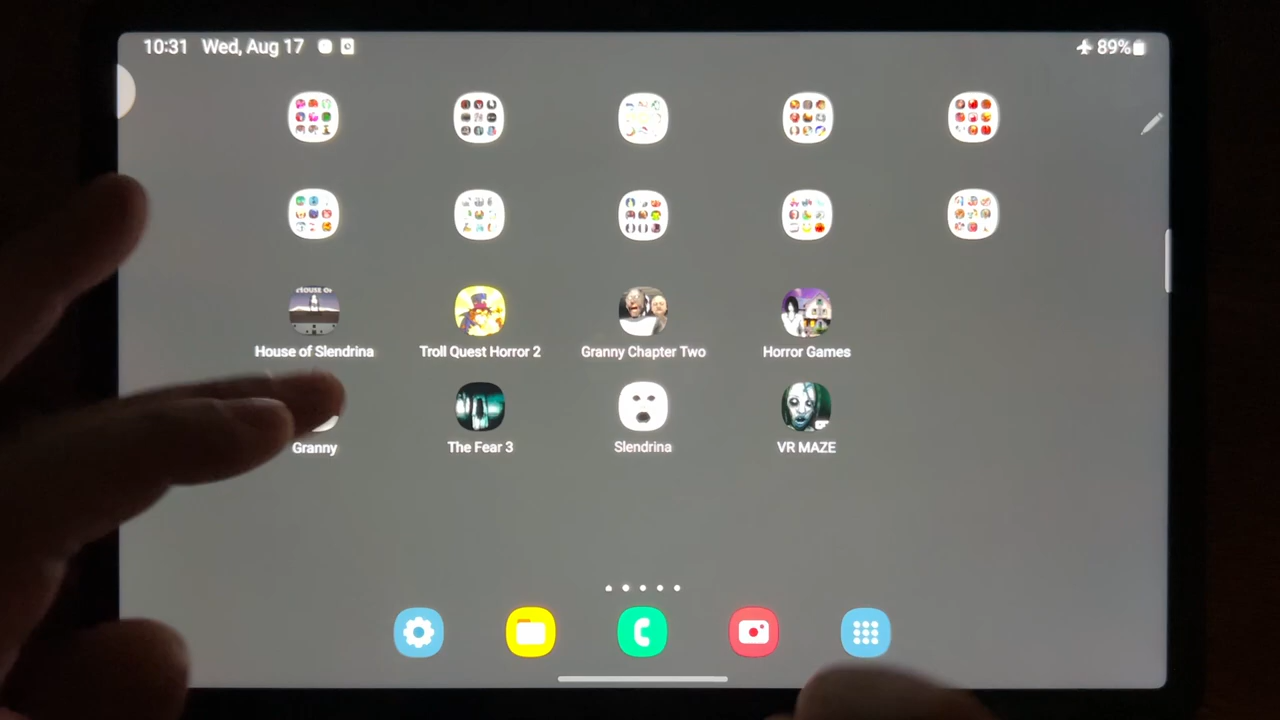 10:31 Wed, Aug 17
89%
House of Slendrina
Troll Quest Horror 2
Granny Chapter Two
Horror Games
Granny
The Fear 3
Slendrina
VR MAZE